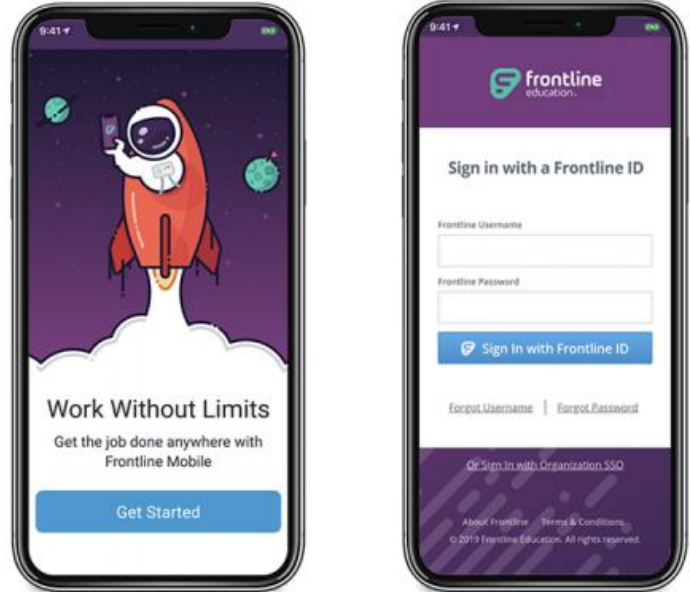 9:41
Work Without Limits
Get the job done anywhere with
Frontline Mobile
Get Started
9:41
frontline
education
Sign in with a Frontline ID
Frontline Username
Frontline Password
Sign In with Frontline ID
Forgot Username | Forgot Password
Or Sign In with Organization SSO
About Frontline Terms & Conditions
© 2019 Frontline Education. All rights reserved.